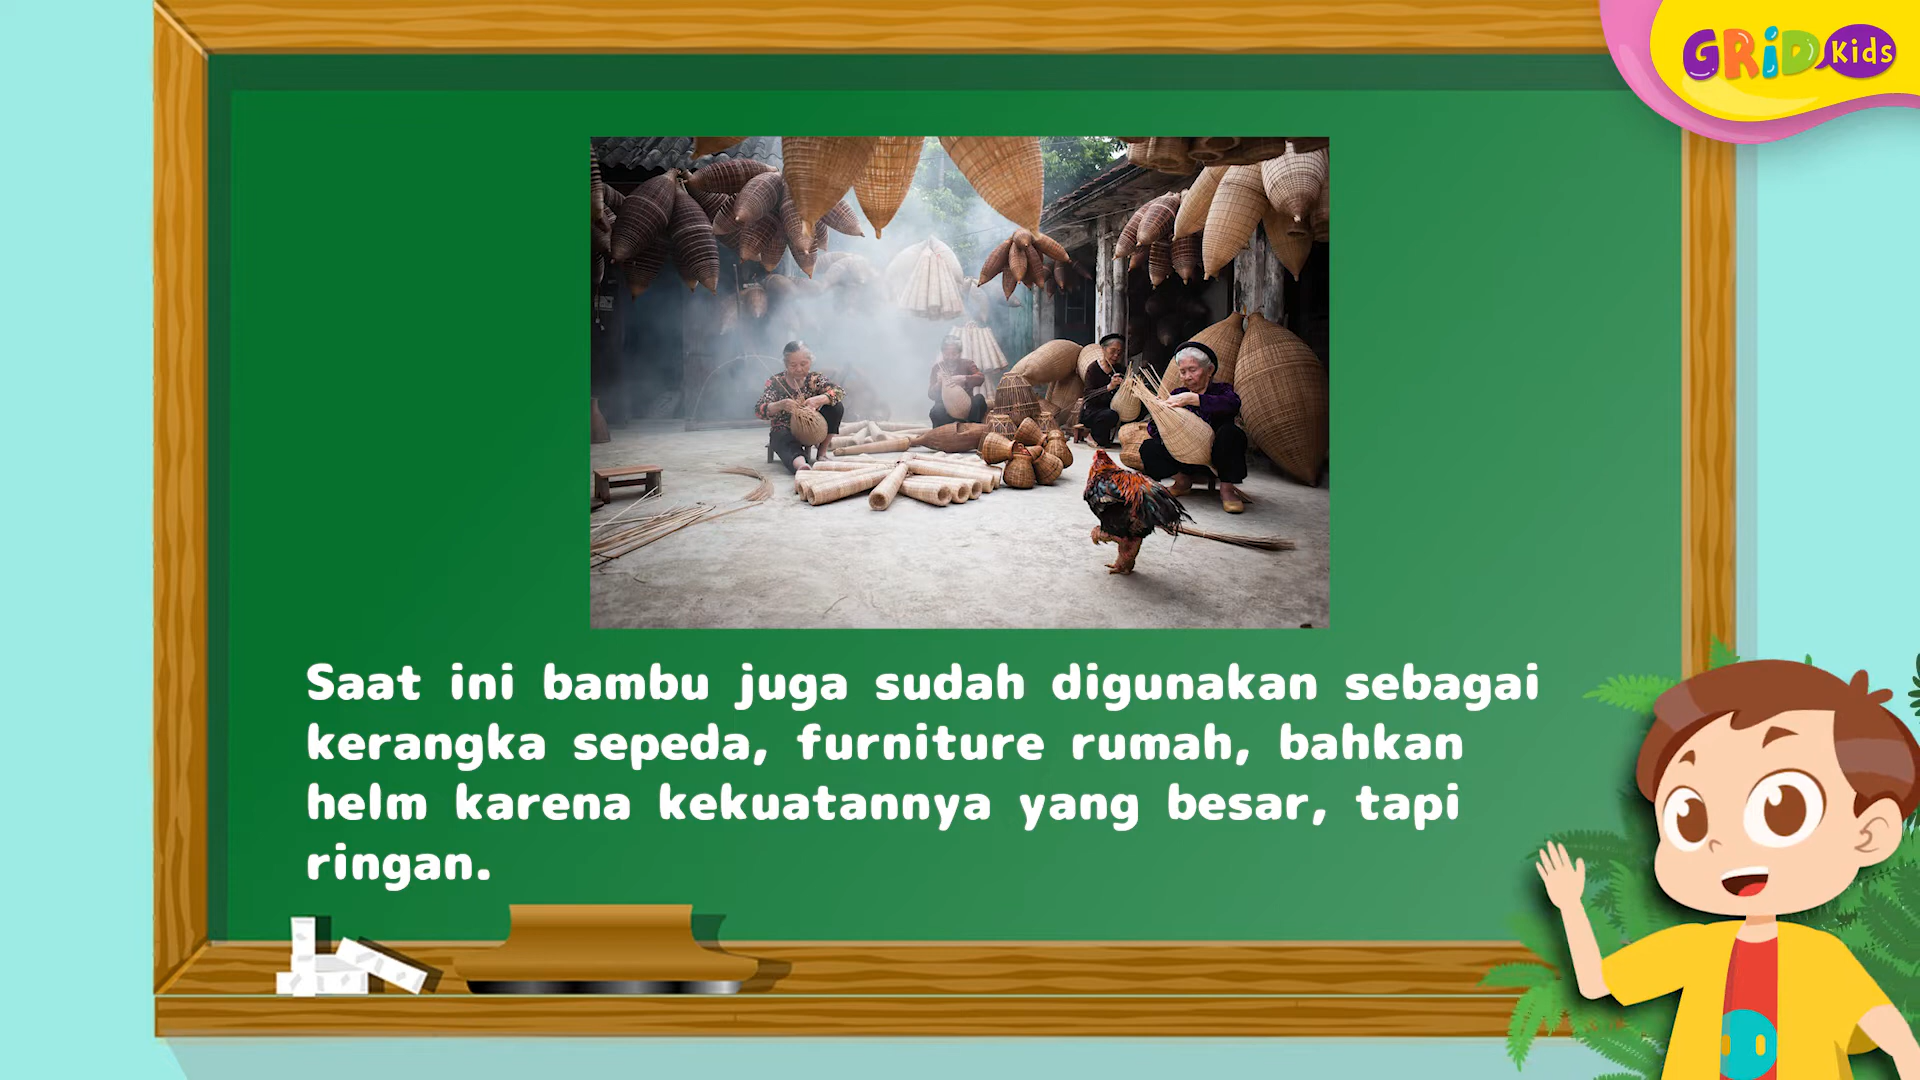 GRiD Kids
Saat ini bambu juga sudah digunakan sebagai
kerangka sepeda, furniture rumah, bahkan
helm karena kekuatannya yang besar, tapi
ringan.